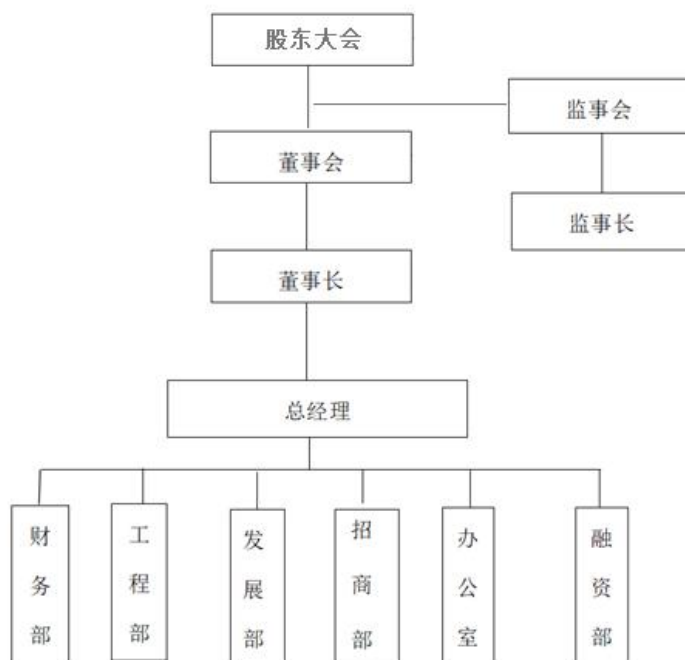 股东大会
监事会
董事会
监事长
董事长
总经理
财务部
工程部
发展部
招商部
办公室
融资部